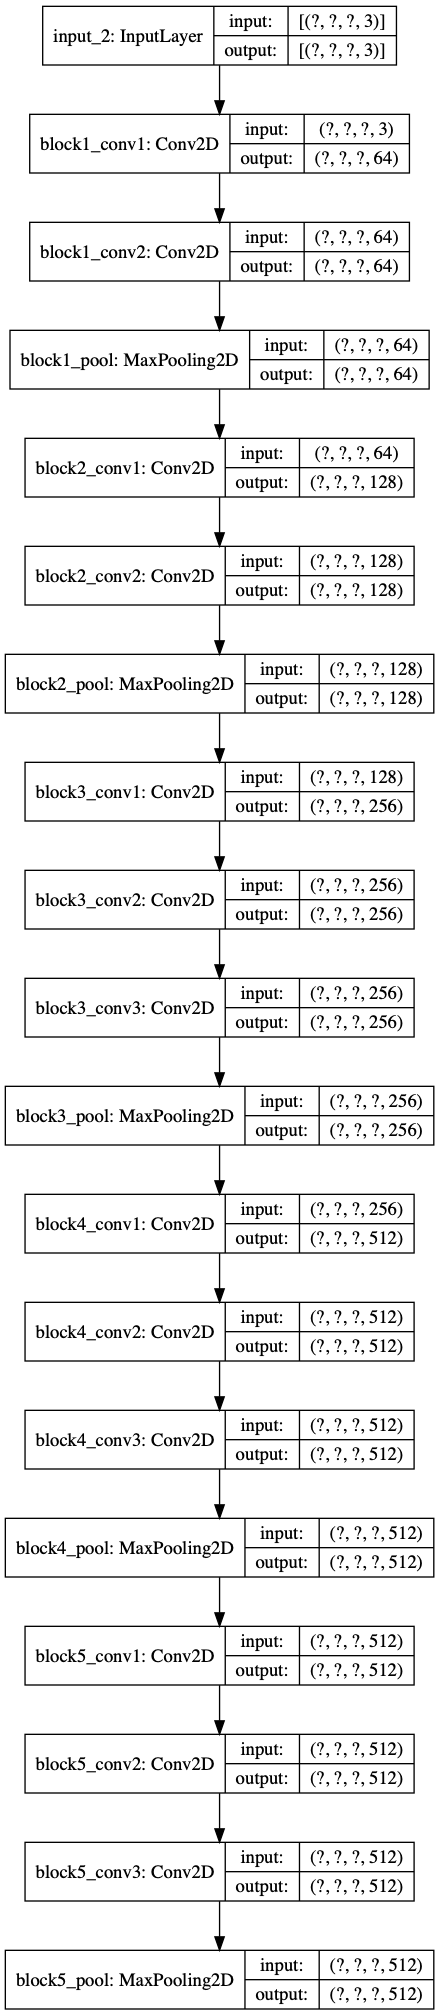 input_2: InputLayer
input: [(?, ?, ?, 3)]
output: [(?, ?, ?, 3)]
block1_conv1: Conv2D
input: (?, ?, ?, 3)
output: (?, ?, ?, 64)
block1_conv2: Conv2D
input: (?, ?, ?, 64)
output: (?, ?, ?, 64)
block1_pool: MaxPooling2D
input: (?, ?, ?, 64)
output: (?, ?, ?, 64)
block2_conv1: Conv2D
input: (?, ?, ?, 64)
output: (?, ?, ?, 128)
block2_conv2: Conv2D
input: (?, ?, ?, 128)
output: (?, ?, ?, 128)
block2_pool: MaxPooling2D
input: (?, ?, ?, 128)
output: (?, ?, ?, 128)
block3_conv1: Conv2D
input: (?, ?, ?, 128)
output: (?, ?, ?, 256)
block3_conv2: Conv2D
input: (?, ?, ?, 256)
output: (?, ?, ?, 256)
block3_conv3: Conv2D
input: (?, ?, ?, 256)
output: (?, ?, ?, 256)
block3_pool: MaxPooling2D
input: (?, ?, ?, 256)
output: (?, ?, ?, 256)
block4_conv1: Conv2D
input: (?, ?, ?, 256)
output: (?, ?, ?, 512)
block4_conv2: Conv2D
input: (?, ?, ?, 512)
output: (?, ?, ?, 512)
block4_conv3: Conv2D
input: (?, ?, ?, 512)
output: (?, ?, ?, 512)
block4_pool: MaxPooling2D
input: (?, ?, ?, 512)
output: (?, ?, ?, 512)
block5_conv1: Conv2D
input: (?, ?, ?, 512)
output: (?, ?, ?, 512)
block5_conv2: Conv2D
input: (?, ?, ?, 512)
output: (?, ?, ?, 512)
block5_conv3: Conv2D
input: (?, ?, ?, 512)
output: (?, ?, ?, 512)
block5_pool: MaxPooling2D
input: (?, ?, ?, 512)
output: (?, ?, ?, 512)